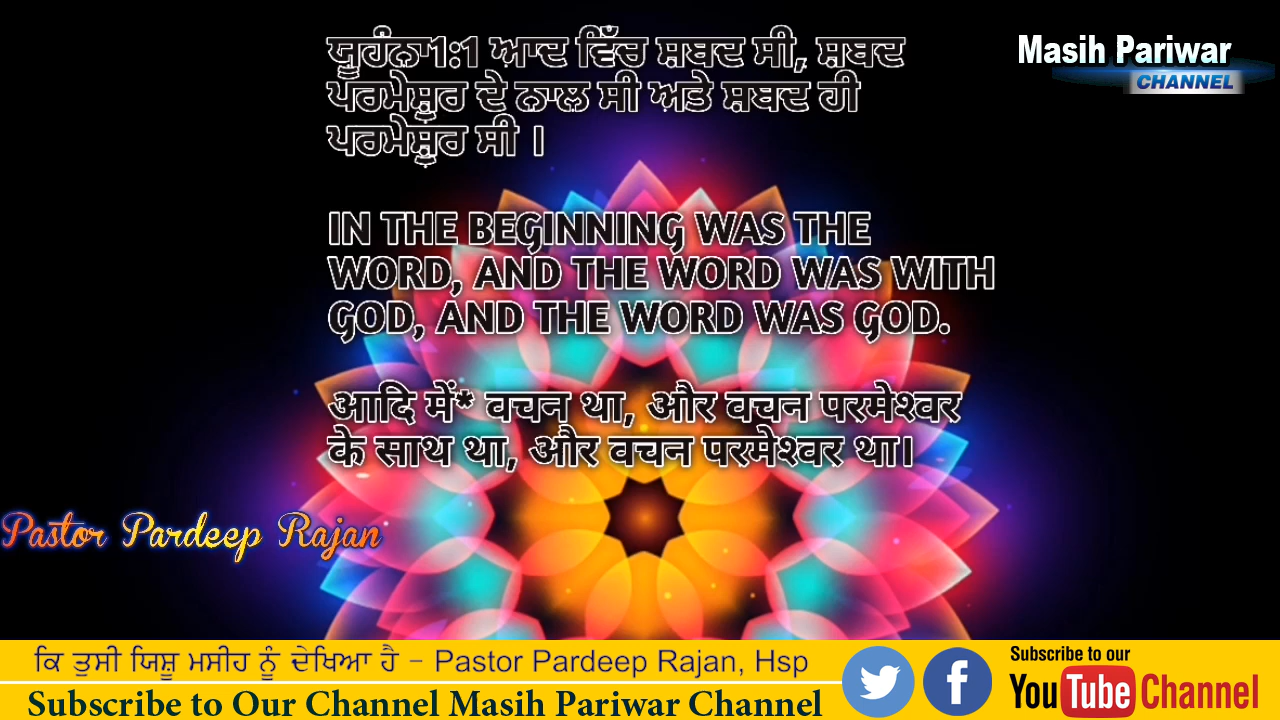 ਯੂਹੰਨਾ1:1 ਆਦ ਵਿੱਚ ਸ਼ਬਦ ਸੀ, ਸ਼ਬਦ
ਪਰਮੇਸ਼ੁਰ ਦੇ ਨਾਲ ਸੀ ਅਤੇ ਸ਼ਬਦ ਹੀ
ਪਰਮੇਸ਼ੁਰ ਸੀ ।
Masih Pariwar
CHANNEL
IN THE BEGINNING WAS THE
WORD, AND THE WORD WAS WITH
GOD, AND THE WORD WAS GOD.
आदि में* वचन था, और वचन परमेश्वर
के साथ था, और वचन परमेश्वर था।
Pastor Pardeep Rajan
ਕਿ ਤੁਸੀ ਯਿਸ਼ੂ ਮਸੀਹ ਨੂੰ ਦੇਖਿਆ ਹੈ - Pastor Pardeep Rajan, Hsp
Subscribe to Our Channel Masih Pariwar Channel
Subscribe to our
YouTube Channel